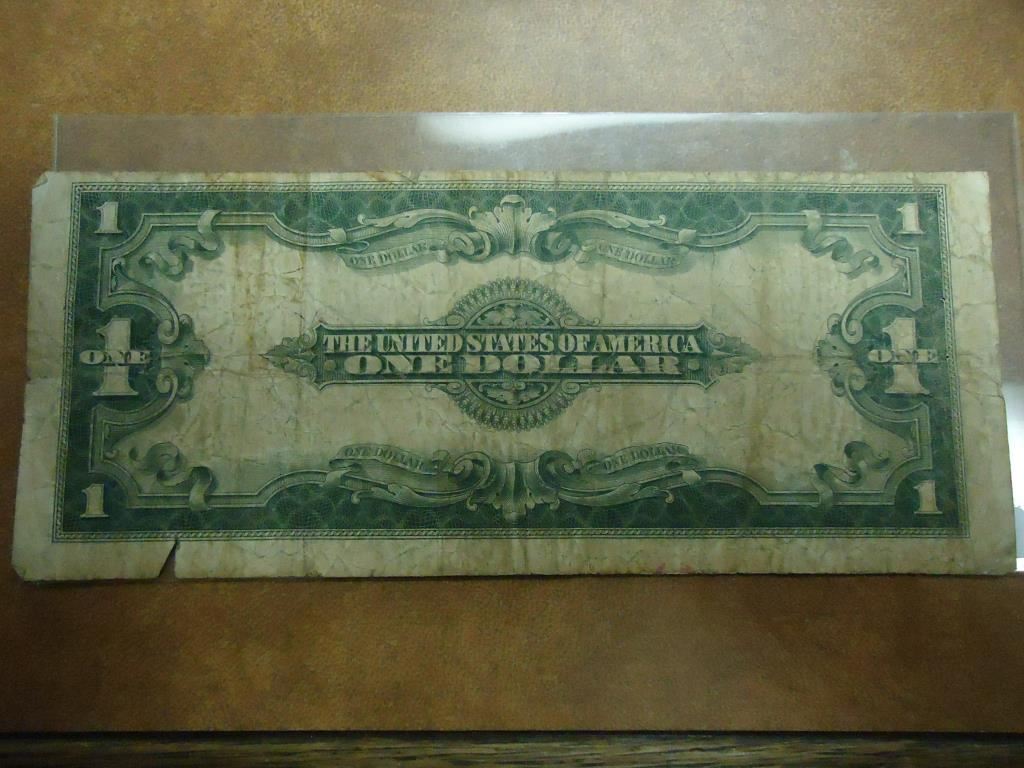 1 1
ONE DOLLAR ONE DOLLAR
THE UNITED STATES OF AMERICA
ONE 1 ONE DOLLAR ONE 1
ONE DOLLAR ONE DOLLAR
1 1